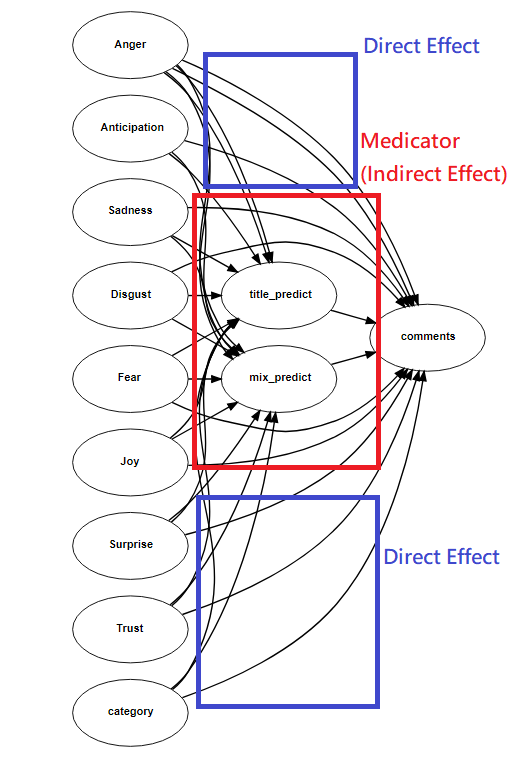 Anger
Direct Effect
Anticipation
Medicator
(Indirect Effect)
Sadness
Disgust
title_predict
comments
Fear
mix_predict
Joy
Surprise
Direct Effect
Trust
category